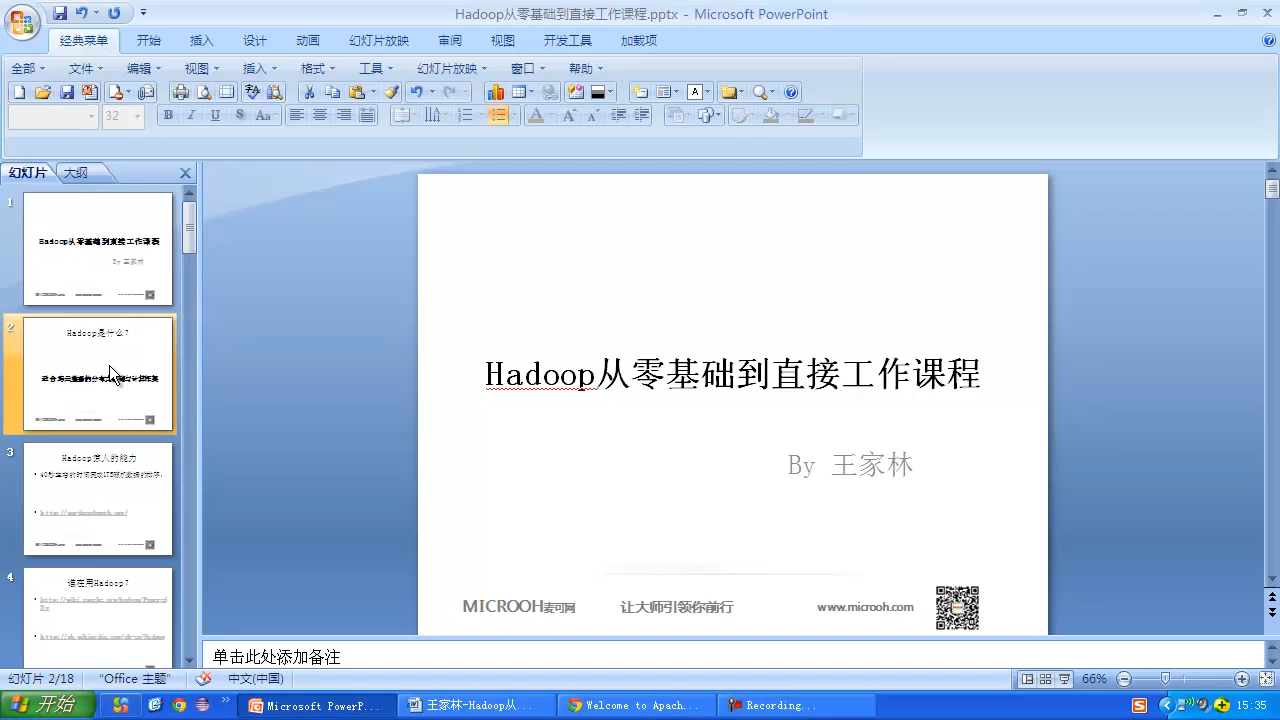 Hadoop从零基础到直接工作课程.pptx - Microsoft PowerPoint
经典菜单 开始 插入 设计 动画 幻灯片放映 审阅 视图 开发工具 加载项
全部 文件 编辑 视图 插入 格式 工具 幻灯片放映 窗口 帮助
32
幻灯片 大纲
1
Hadoop从零基础到直接工作课程
By 王家林
2
Hadoop是什么?
3
Hadoop惊人的能力
4
谁在用Hadoop?
Hadoop从零基础到直接工作课程
By 王家林
MICROOH麦可网 让大师引领你前行 www.microoh.com
单击此处添加备注
幻灯片 2/18 "Office 主题" 中文(中国) 66%
开始 Microsoft PowerP... 王家林-Hadoop从... Welcome to Apach... Recording... 15:35